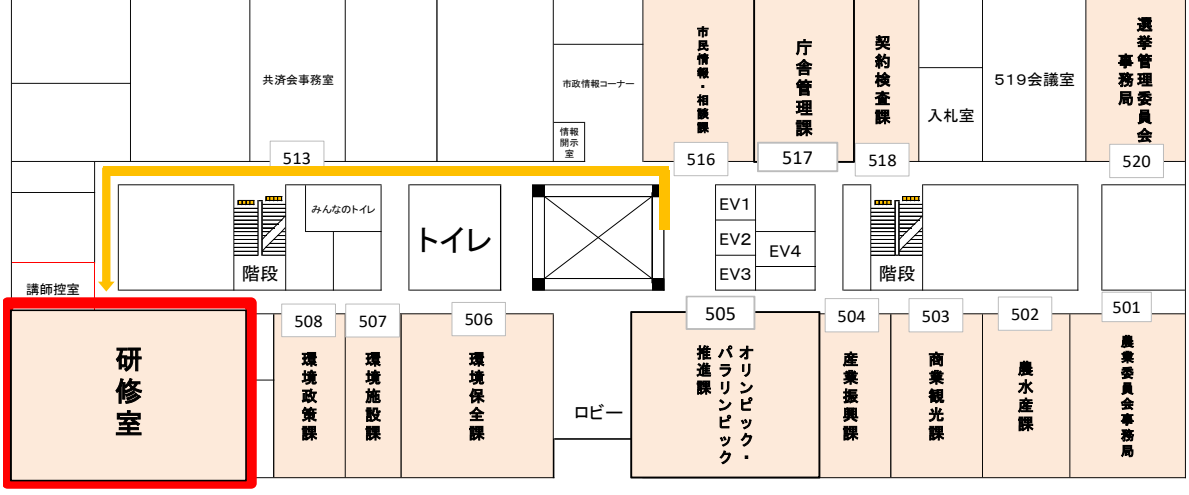 共済会事務室
市政情報コーナー
情報
開示
室
市民情報・相談課
庁舎管理課
契約検査課
入札室
519会議室
選挙管理委員会
事務局
513
516
517
518
520
みんなのトイレ
トイレ
階段
EV1
EV2
EV3
EV4
階段
講師控室
研修室
508
環境政策課
507
環境施設課
506
環境保全課
ロビー
505
オリンピック・
パラリンピック
推進課
504
産業振興課
503
商業観光課
502
農水産課
501
農業委員会事務局